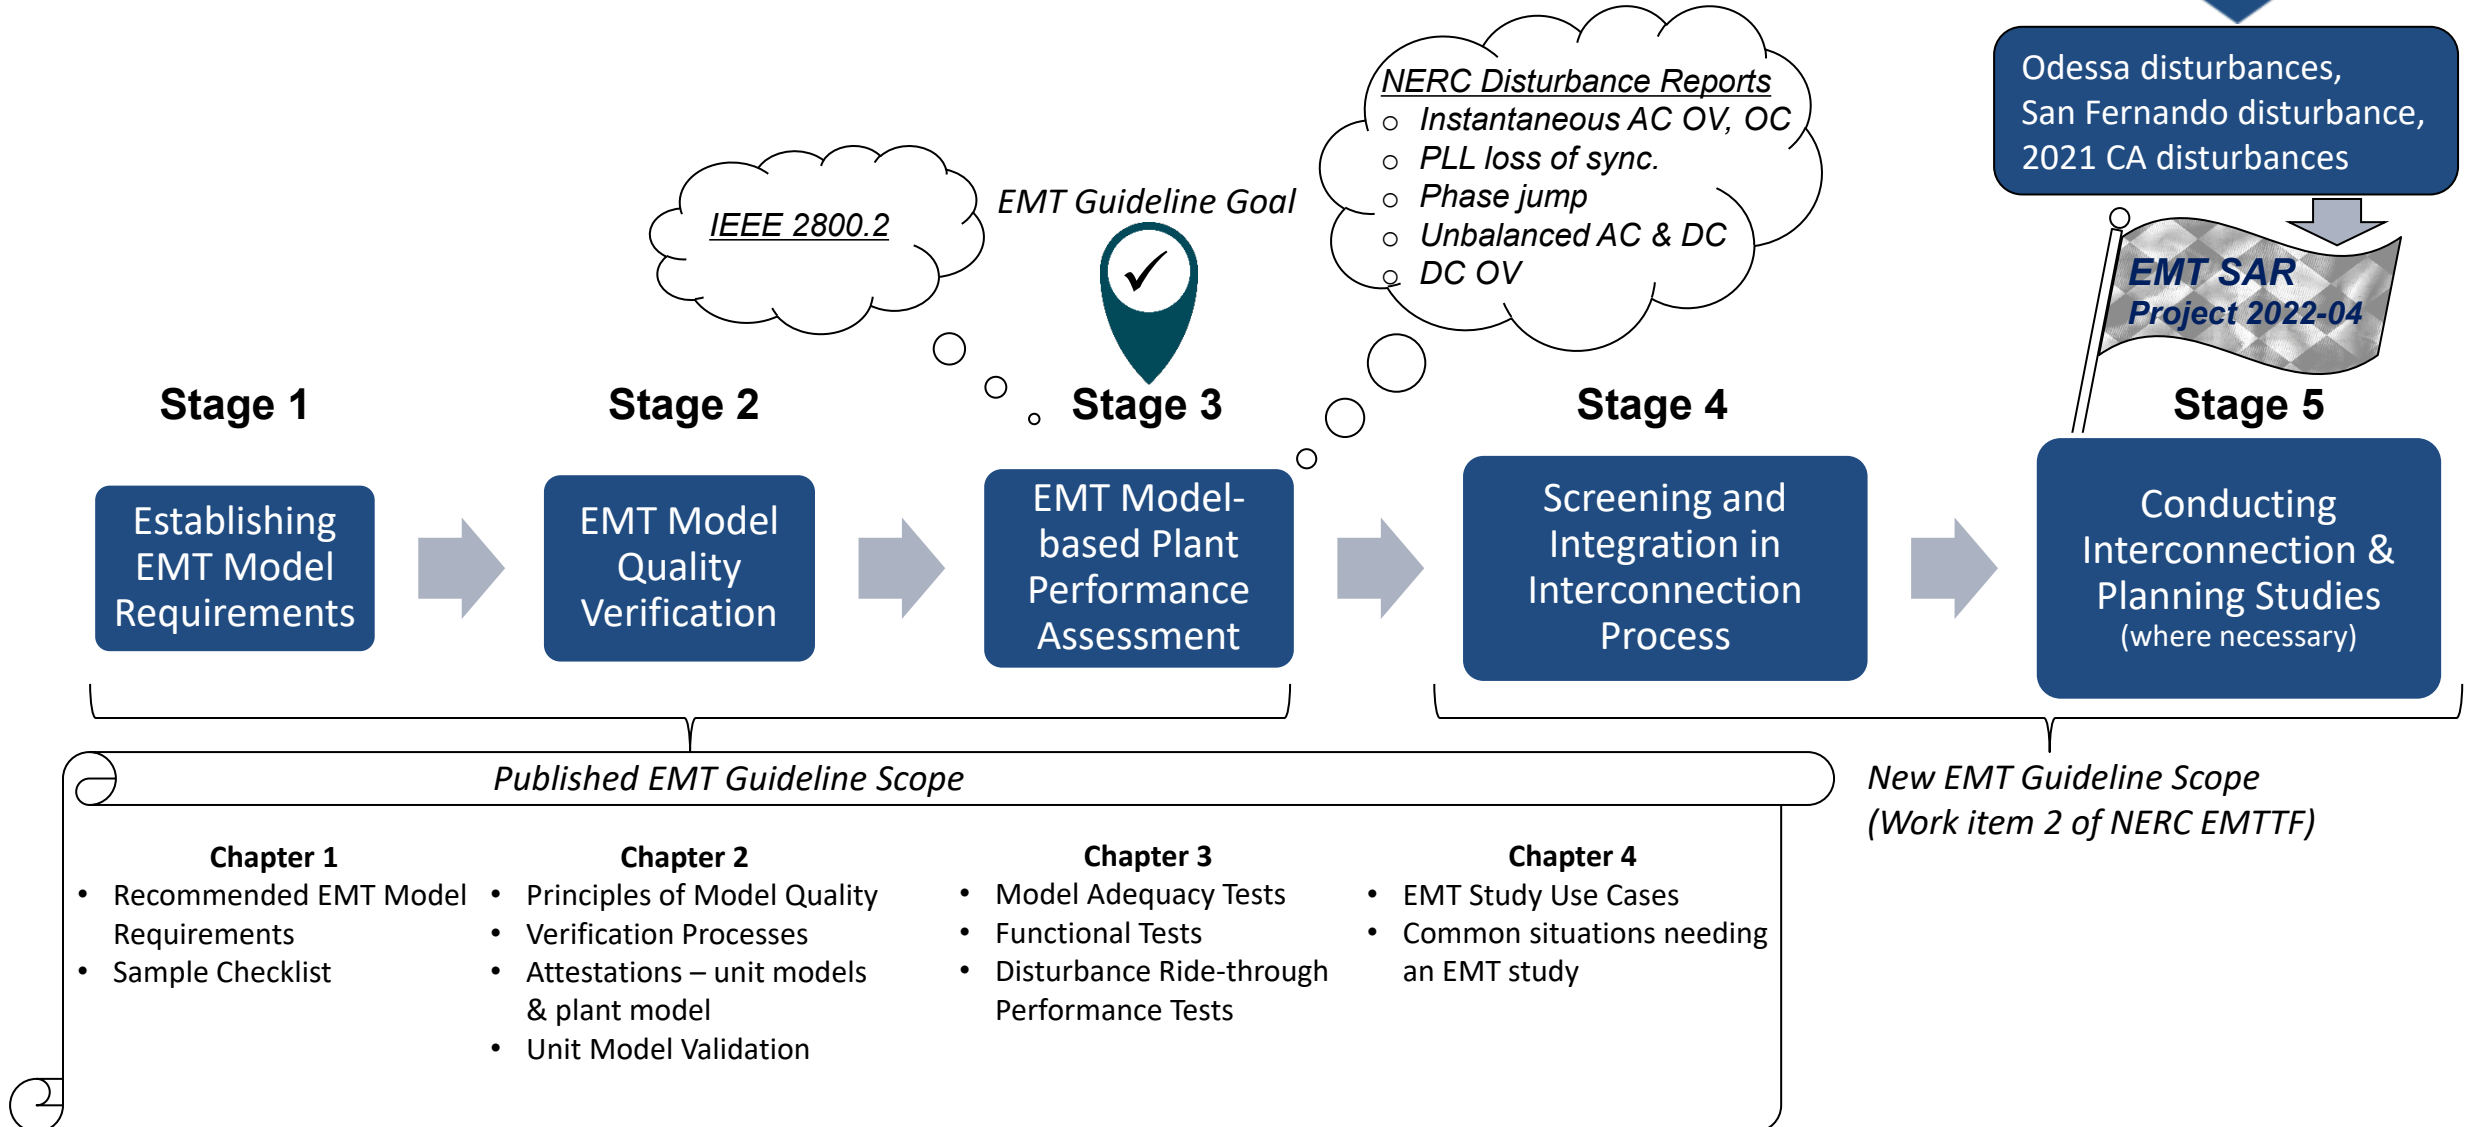 Odessa disturbances,
San Fernando disturbance,
2021 CA disturbances
NERC Disturbance Reports
○ Instantaneous AC OV, OC
○ PLL loss of sync.
○ Phase jump
○ Unbalanced AC & DC
○ DC OV
IEEE 2800.2
EMT Guideline Goal
EMT SAR
Project 2022-04
Stage 1
Stage 2
Stage 3
Stage 4
Stage 5
Establishing
EMT Model
Requirements
EMT Model
Quality
Verification
EMT Model-
based Plant
Performance
Assessment
Screening and
Integration in
Interconnection
Process
Conducting
Interconnection &
Planning Studies
(where necessary)
Published EMT Guideline Scope
New EMT Guideline Scope
(Work item 2 of NERC EMTTF)
Chapter 1
• Recommended EMT Model
Requirements
• Sample Checklist
Chapter 2
• Principles of Model Quality
• Verification Processes
• Attestations – unit models
& plant model
• Unit Model Validation
Chapter 3
• Model Adequacy Tests
• Functional Tests
• Disturbance Ride-through
Performance Tests
Chapter 4
• EMT Study Use Cases
• Common situations needing
an EMT study